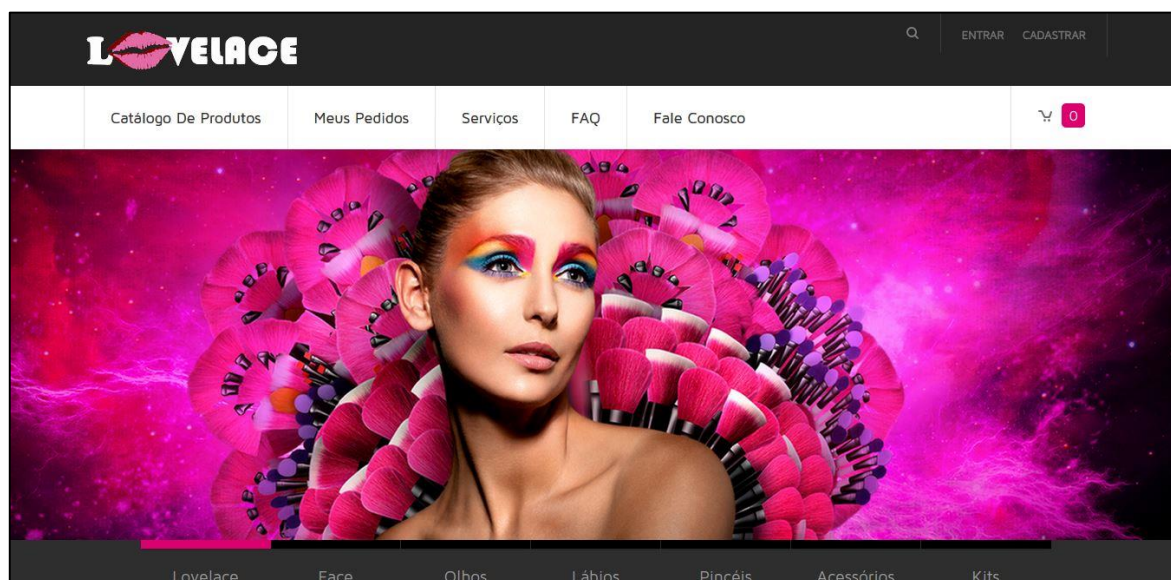 LOVELACE
ENTRAR CADASTRAR
Catálogo De Produtos Meus Pedidos Serviços FAQ Fale Conosco 0
Lovelace Face Olhos Lábios Pincéis Acessórios Kits